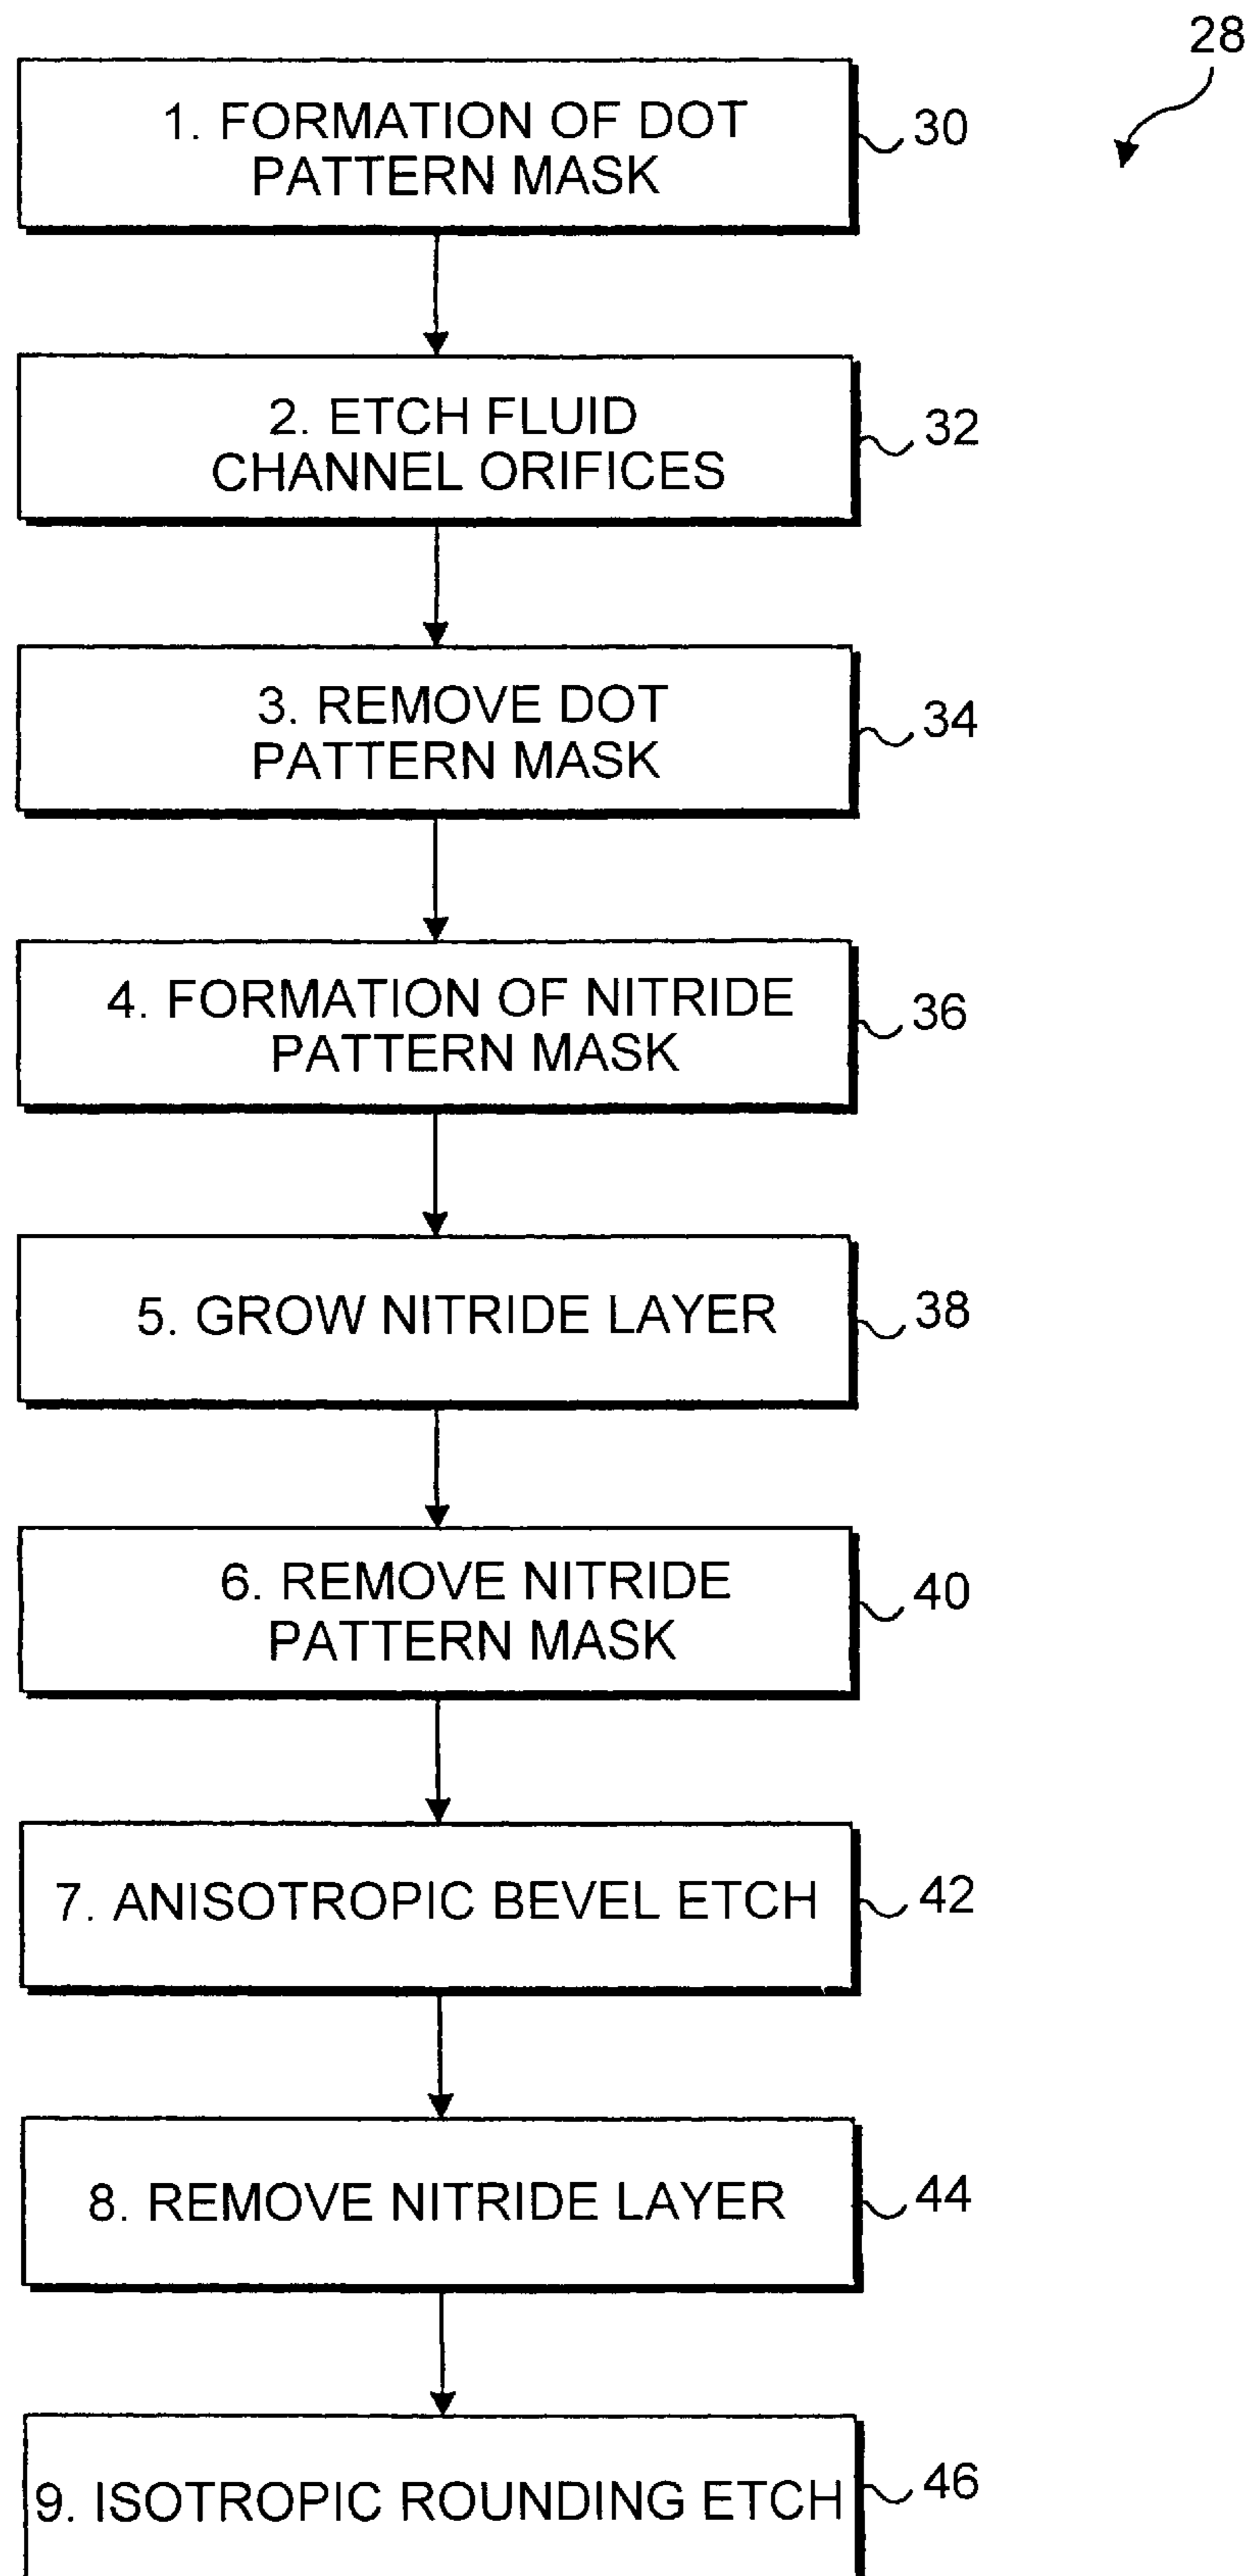 28
1. FORMATION OF DOT
PATTERN MASK
30
2. ETCH FLUID
CHANNEL ORIFICES
32
3. REMOVE DOT
PATTERN MASK
34
4. FORMATION OF NITRIDE
PATTERN MASK
36
5. GROW NITRIDE LAYER
38
6. REMOVE NITRIDE
PATTERN MASK
40
7. ANISOTROPIC BEVEL ETCH
42
8. REMOVE NITRIDE LAYER
44
9. ISOTROPIC ROUNDING ETCH
46